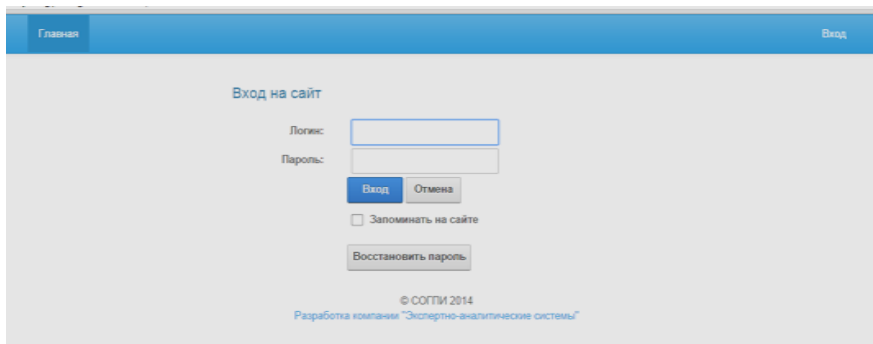 Главная
Вход
Вход на сайт
Логин:
Пароль:
Вход
Отмена
Запоминать на сайте
Восстановить пароль
© СОГПИ 2014
Разработка компании "Экспертно-аналитические системы"